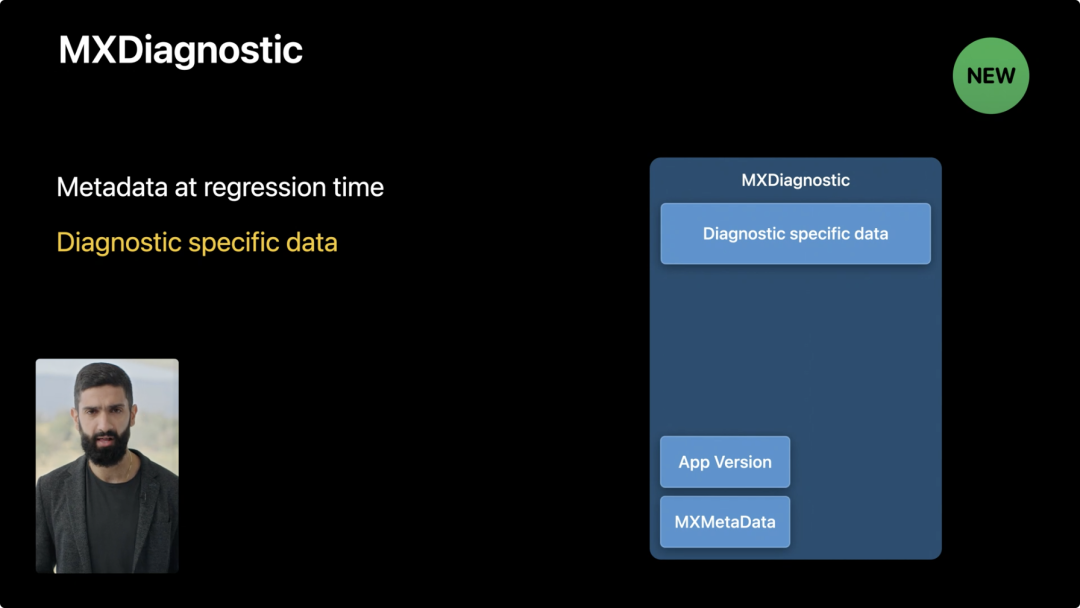 MXDiagnostic
NEW
Metadata at regression time
Diagnostic specific data
MXDiagnostic
Diagnostic specific data
App Version
MXMetaData